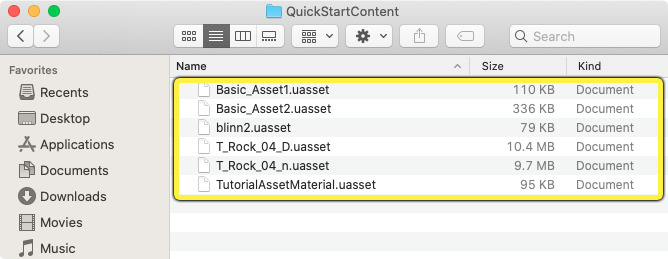 QuickStartContent
Search
Favorites
Recents
Desktop
Applications
Documents
Downloads
Movies
Music
Name Size Kind
Basic_Asset1.uasset 110 KB Document
Basic_Asset2.uasset 336 KB Document
blinn2.uasset 79 KB Document
T_Rock_04_D.uasset 10.4 MB Document
T_Rock_04_n.uasset 9.7 MB Document
TutorialAssetMaterial.uasset 95 KB Document